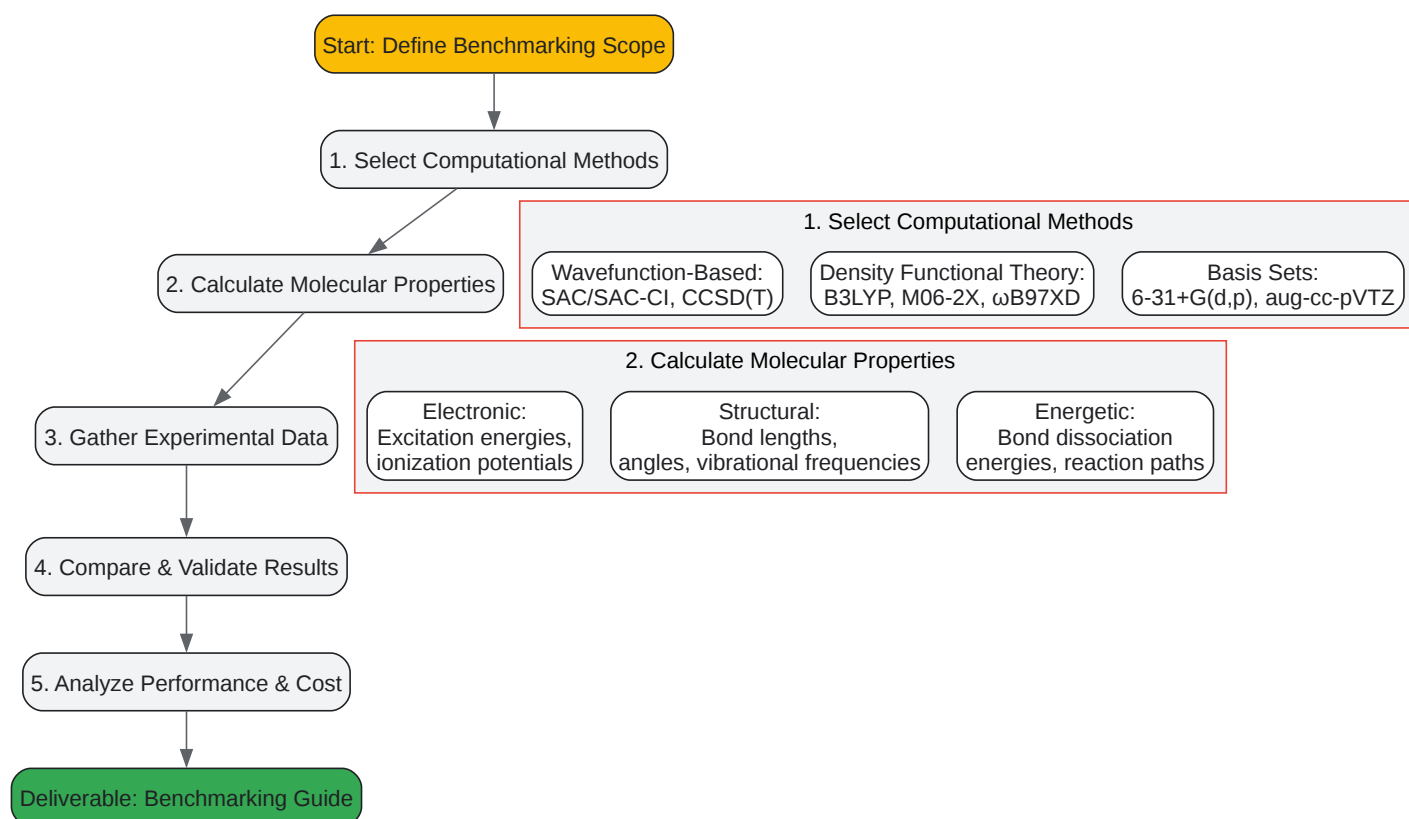 Start: Define Benchmarking Scope
1. Select Computational Methods
1. Select Computational Methods
Wavefunction-Based:
SAC/SAC-CI, CCSD(T)
Density Functional Theory:
B3LYP, M06-2X, ωB97XD
Basis Sets:
6-31+G(d,p), aug-cc-pVTZ
2. Calculate Molecular Properties
2. Calculate Molecular Properties
Electronic:
Excitation energies,
ionization potentials
Structural:
Bond lengths,
angles, vibrational frequencies
Energetic:
Bond dissociation
energies, reaction paths
3. Gather Experimental Data
4. Compare & Validate Results
5. Analyze Performance & Cost
Deliverable: Benchmarking Guide